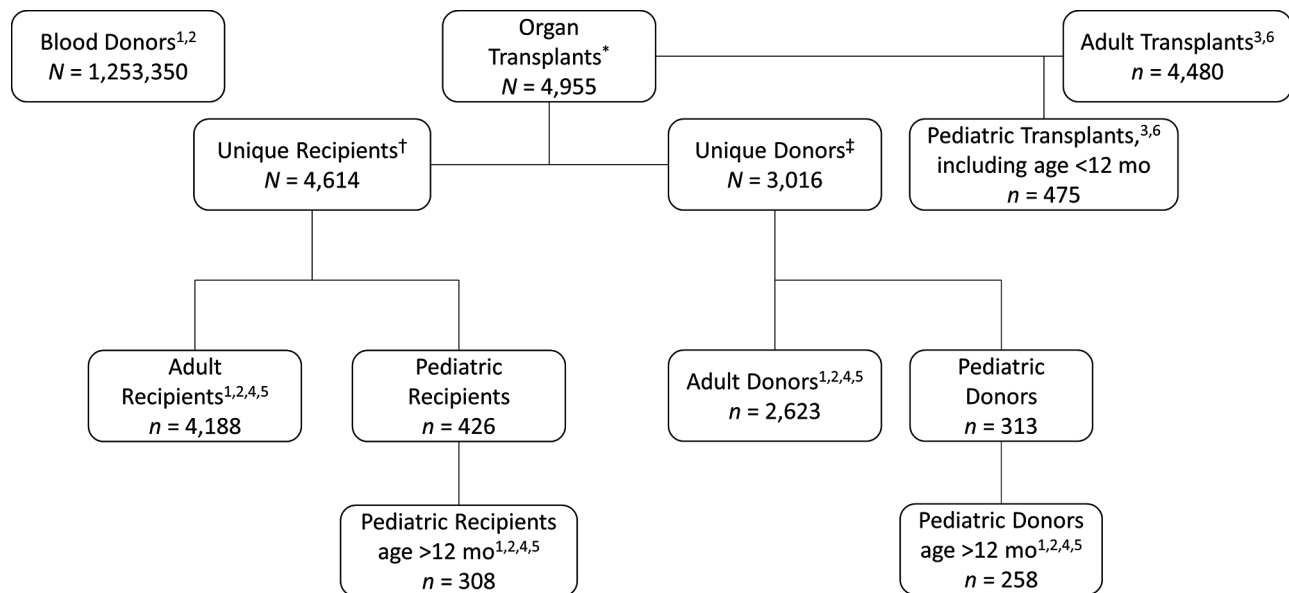 Blood Donors1,2
N = 1,253,350
Organ
Transplants*
N = 4,955
Adult Transplants3,6
n = 4,480
Unique Recipients†
N = 4,614
Unique Donors‡
N = 3,016
Pediatric Transplants,3,6
including age <12 mo
n = 475
Adult
Recipients1,2,4,5
n = 4,188
Pediatric
Recipients
n = 426
Adult Donors1,2,4,5
n = 2,623
Pediatric
Donors
n = 313
Pediatric Recipients
age >12 mo1,2,4,5
n = 308
Pediatric Donors
age >12 mo1,2,4,5
n = 258